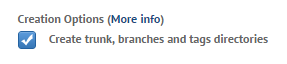 Creation Options (More info)
Create trunk, branches and tags directories